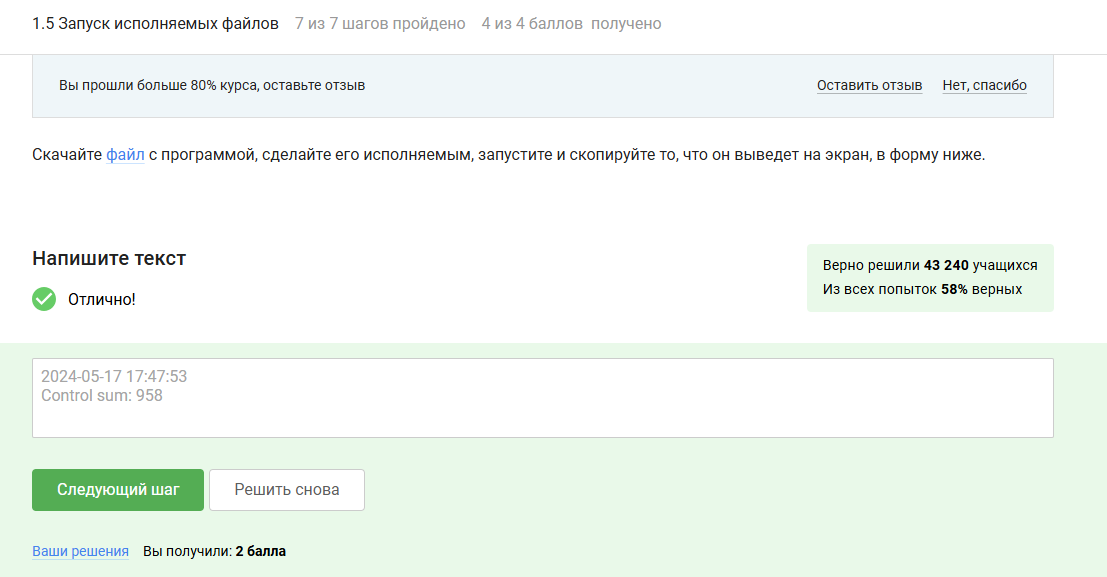 1.5 Запуск исполняемых файлов 7 из 7 шагов пройдено 4 из 4 баллов получено
Вы прошли больше 80% курса, оставьте отзыв Оставить отзыв Нет, спасибо
Скачайте файл с программой, сделайте его исполняемым, запустите и скопируйте то, что он выведет на экран, в форму ниже.
Напишите текст
Верно решили 43 240 учащихся
Из всех попыток 58% верных
Отлично!
2024-05-17 17:47:53
Control sum: 958
Следующий шаг Решить снова
Ваши решения Вы получили: 2 балла